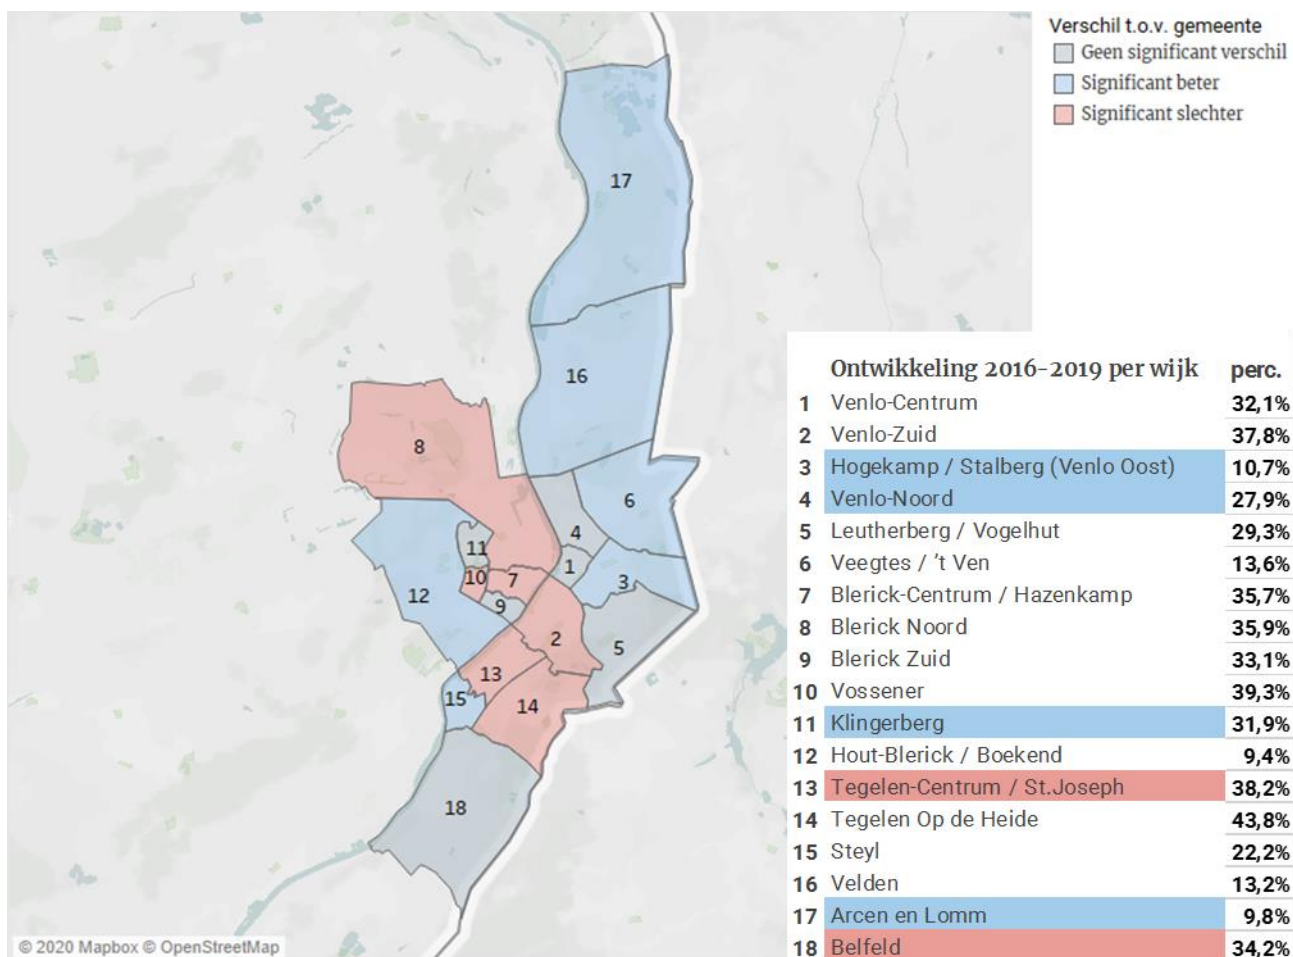 Verschil t.o.v. gemeente
Geen significant verschil
Significant beter
Significant slechter
17
16
8
6
4
11
1
10
7
3
12
9
2
5
13
15
14
18
Ontwikkeling 2016-2019 per wijk perc.
1 Venlo-Centrum 32,1%
2 Venlo-Zuid 37,8%
3 Hogekamp / Stalberg (Venlo Oost) 10,7%
4 Venlo-Noord 27,9%
5 Leutherberg / Vogelhut 29,3%
6 Veegtes / 't Ven 13,6%
7 Blerick-Centrum / Hazenkamp 35,7%
8 Blerick Noord 35,9%
9 Blerick Zuid 33,1%
10 Vossener 39,3%
11 Klingerberg 31,9%
12 Hout-Blerick / Boekend 9,4%
13 Tegelen-Centrum / St.Joseph 38,2%
14 Tegelen Op de Heide 43,8%
15 Steyl 22,2%
16 Velden 13,2%
17 Arcen en Lomm 9,8%
18 Belfeld 34,2%
© 2020 Mapbox © OpenStreetMap